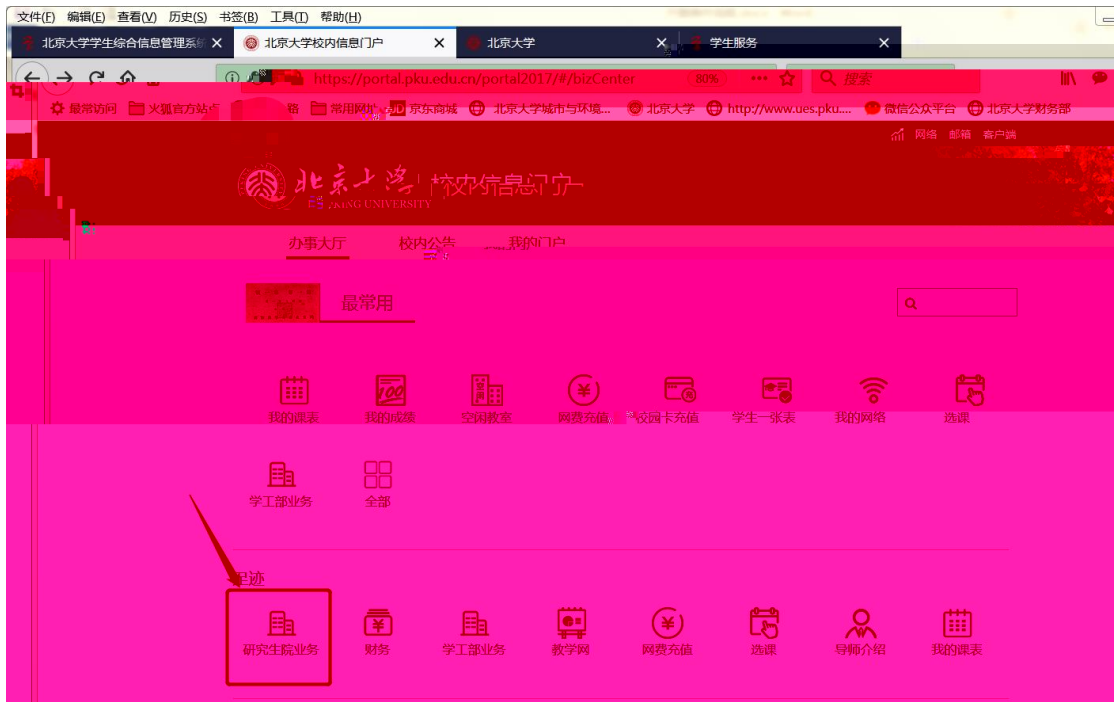 文件(F) 编辑(E) 查看(V) 历史(S) 书签(B) 工具(T) 帮助(H)
北京大学学生综合信息管理系统 北京大学校内信息门户 北京大学 学生服务
https://portal.pku.edu.cn/portal2017/#/bizCenter 80% 搜索
最常访问 火狐官方站点 常用网址 JD 京东商城 北京大学城市与环境... 北京大学 http://www.ues.pku.... 微信公众平台 北京大学财务部
网络 邮箱 客户端
北京大学 校内信息门户
PEKING UNIVERSITY
办事大厅 校内公告 我的门户
最常用
我的课表 我的成绩 空闲教室 网费充值 校园卡充值 学生一张表 我的网络 选课
学工部业务 全部
足迹
研究生院业务 财务 学工部业务 教学网 网费充值 选课 导师介绍 我的课表